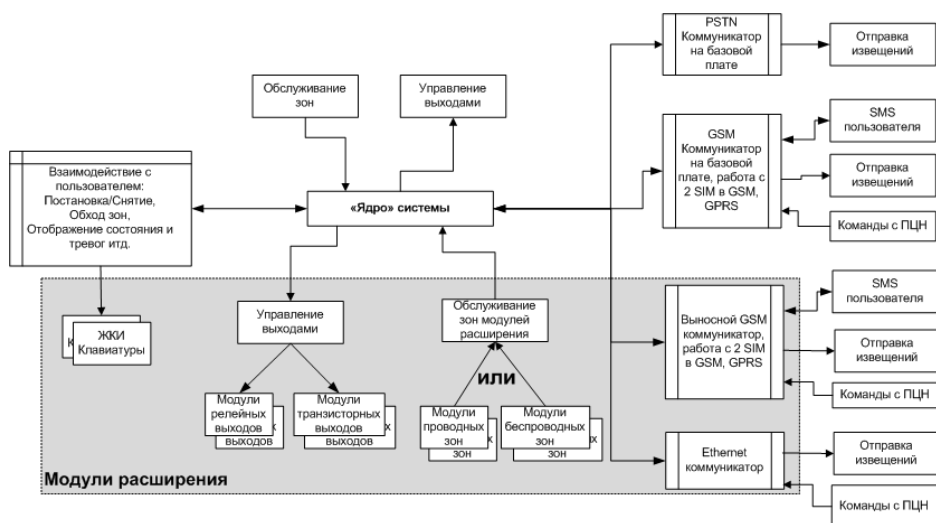 PSTN
Коммуникатор
на базовой
плате
Отправка
извещений
Обслуживание
зон
Управление
выходами
GSM
Коммуникатор
на базовой
плате, работа с
2 SIM в GSM,
GPRS
SMS
пользователя
Отправка
извещений
Команды с ПЦН
Взаимодействие с
пользователем:
Постановка/Снятие,
Обход зон,
Отображение состояния и
тревог итд.
«Ядро» системы
Управление
выходами
Обслуживание
зон модулей
расширения
Выносной GSM
коммуникатор,
работа с 2 SIM
в GSM, GPRS
SMS
пользователя
Отправка
извещений
Команды с ПЦН
ЖКИ
Клавиатуры
ИЛИ
Модули
релейных
выходов
выходов
Модули
транзисторных
выходов
выходов
Модули
проводных
зон
зон
Модули
беспроводных
зон
зон
Ethernet
коммуникатор
Отправка
извещений
Команды с ПЦН
Модули расширения